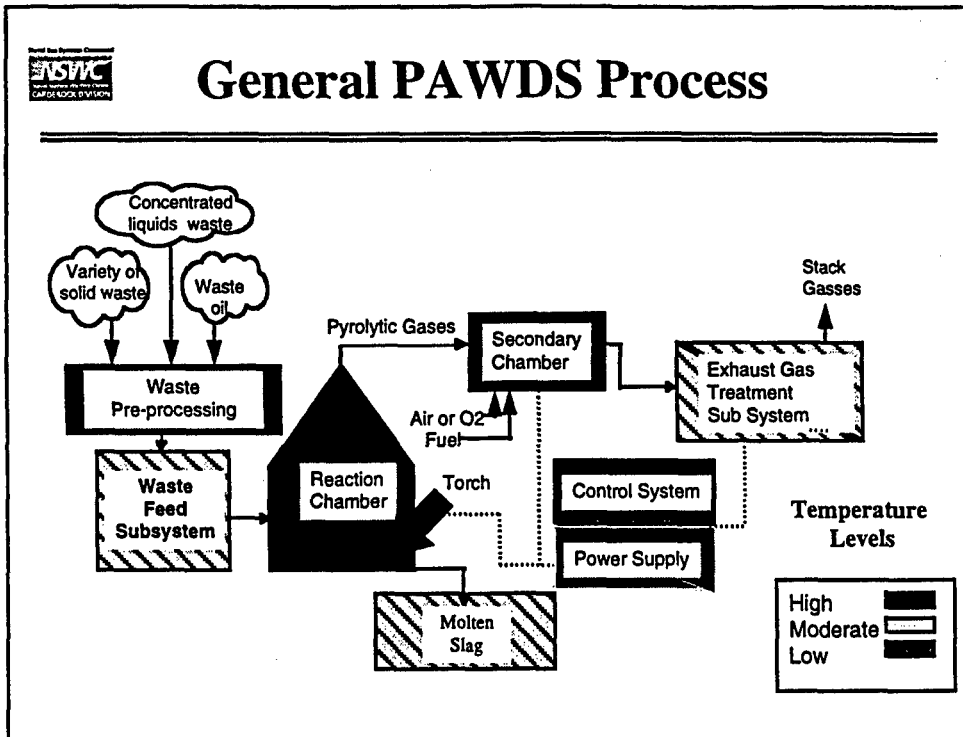 NSWC
CARDEROCK DIVISION
General PAWDS Process
Concentrated
liquids waste
Variety of
solid waste
Waste
oil
Waste
Pre-processing
Waste
Feed
Subsystem
Pyrolytic Gases
Reaction
Chamber
Torch
Molten
Slag
Secondary
Chamber
Air or O2
Fuel
Control System
Power Supply
Stack
Gasses
Exhaust Gas
Treatment
Sub System ....
Temperature
Levels
High
Moderate
Low